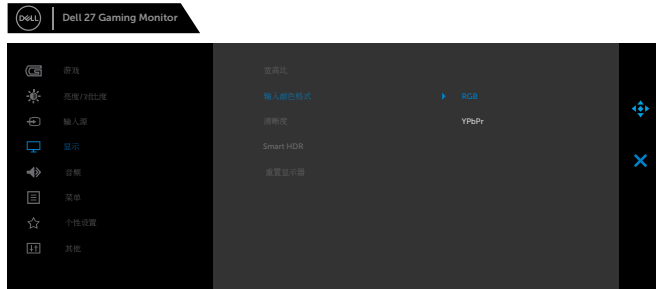 DELL
Dell 27 Gaming Monitor
游戏
亮度/对比度
输入源
显示
音频
菜单
个性设置
其他
宽高比
输入颜色格式
清晰度
Smart HDR
重置显示器
RGB
YPbPr